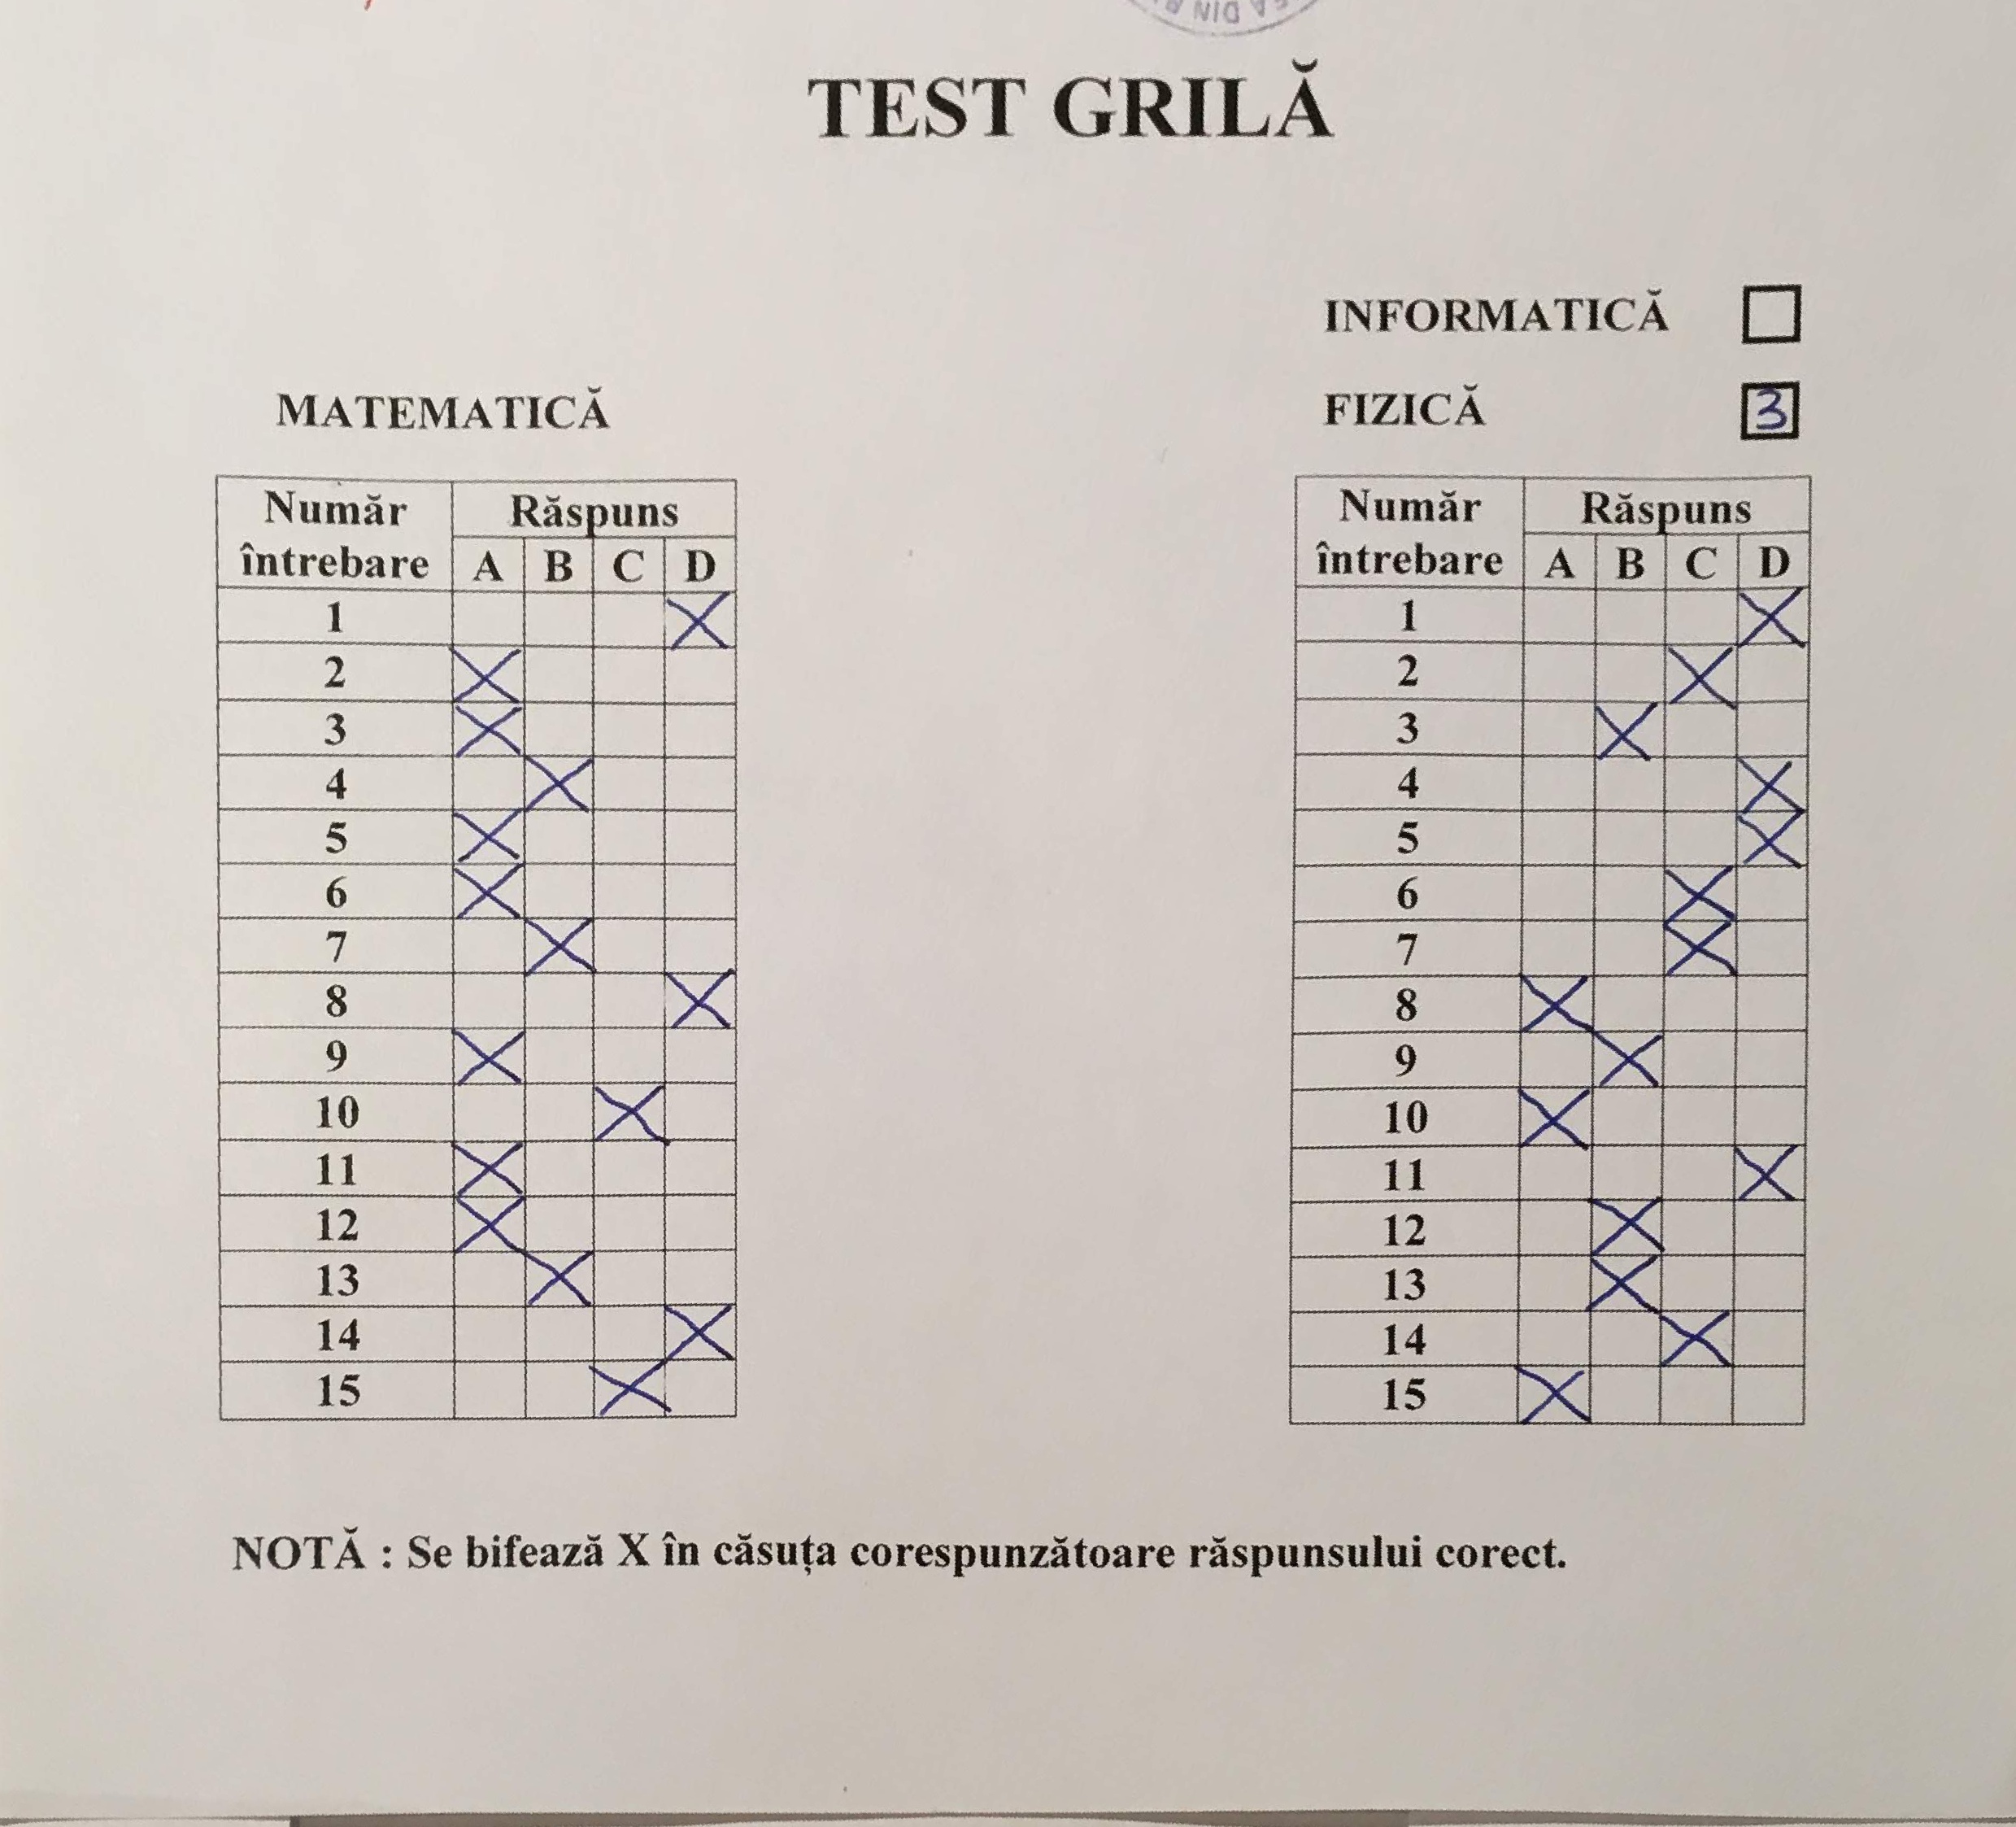 DIN
TEST GRILĂ
INFORMATICĂ
MATEMATICĂ
FIZICĂ 3
Număr întrebare Răspuns
A B C D
1 X
2 X
3 X
4 X
5 X
6 X
7 X
8 X
9 X
10 X
11 X
12 X
13 X
14 X
15 X
Număr întrebare Răspuns
A B C D
1 X
2 X
3 X
4 X
5 X
6 X
7 X
8 X
9 X
10 X
11 X
12 X
13 X
14 X
15 X
NOTĂ : Se bifează X în căsuța corespunzătoare răspunsului corect.